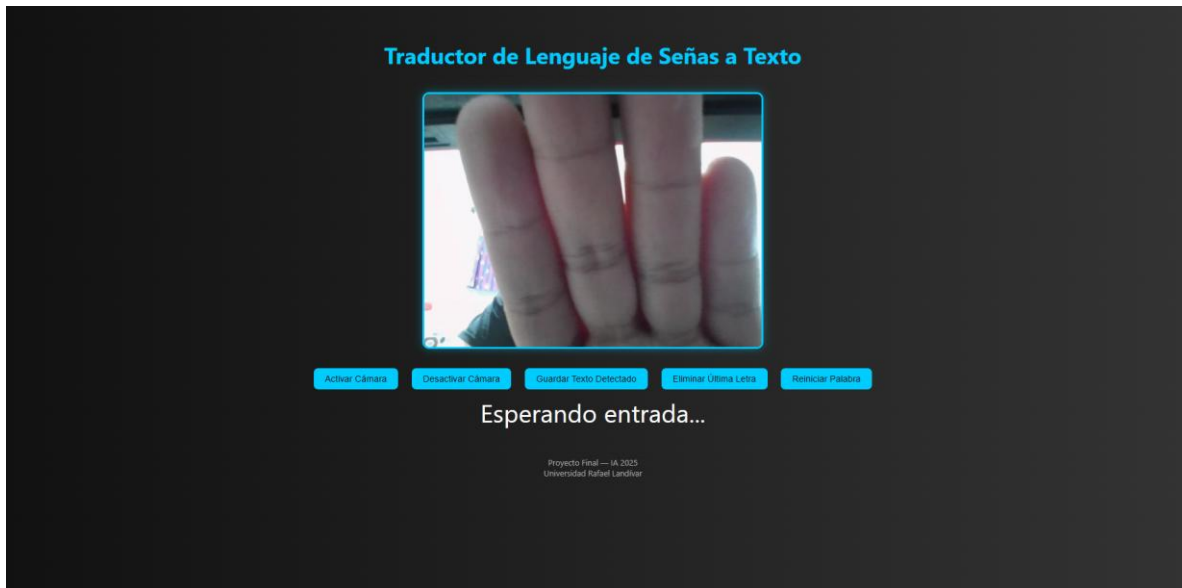 Traductor de Lenguaje de Señas a Texto
Activar Cámara
Desactivar Cámara
Guardar Texto Detectado
Eliminar Última Letra
Reiniciar Palabra
Esperando entrada...
Proyecto Final — IA 2025
Universidad Rafael Landívar